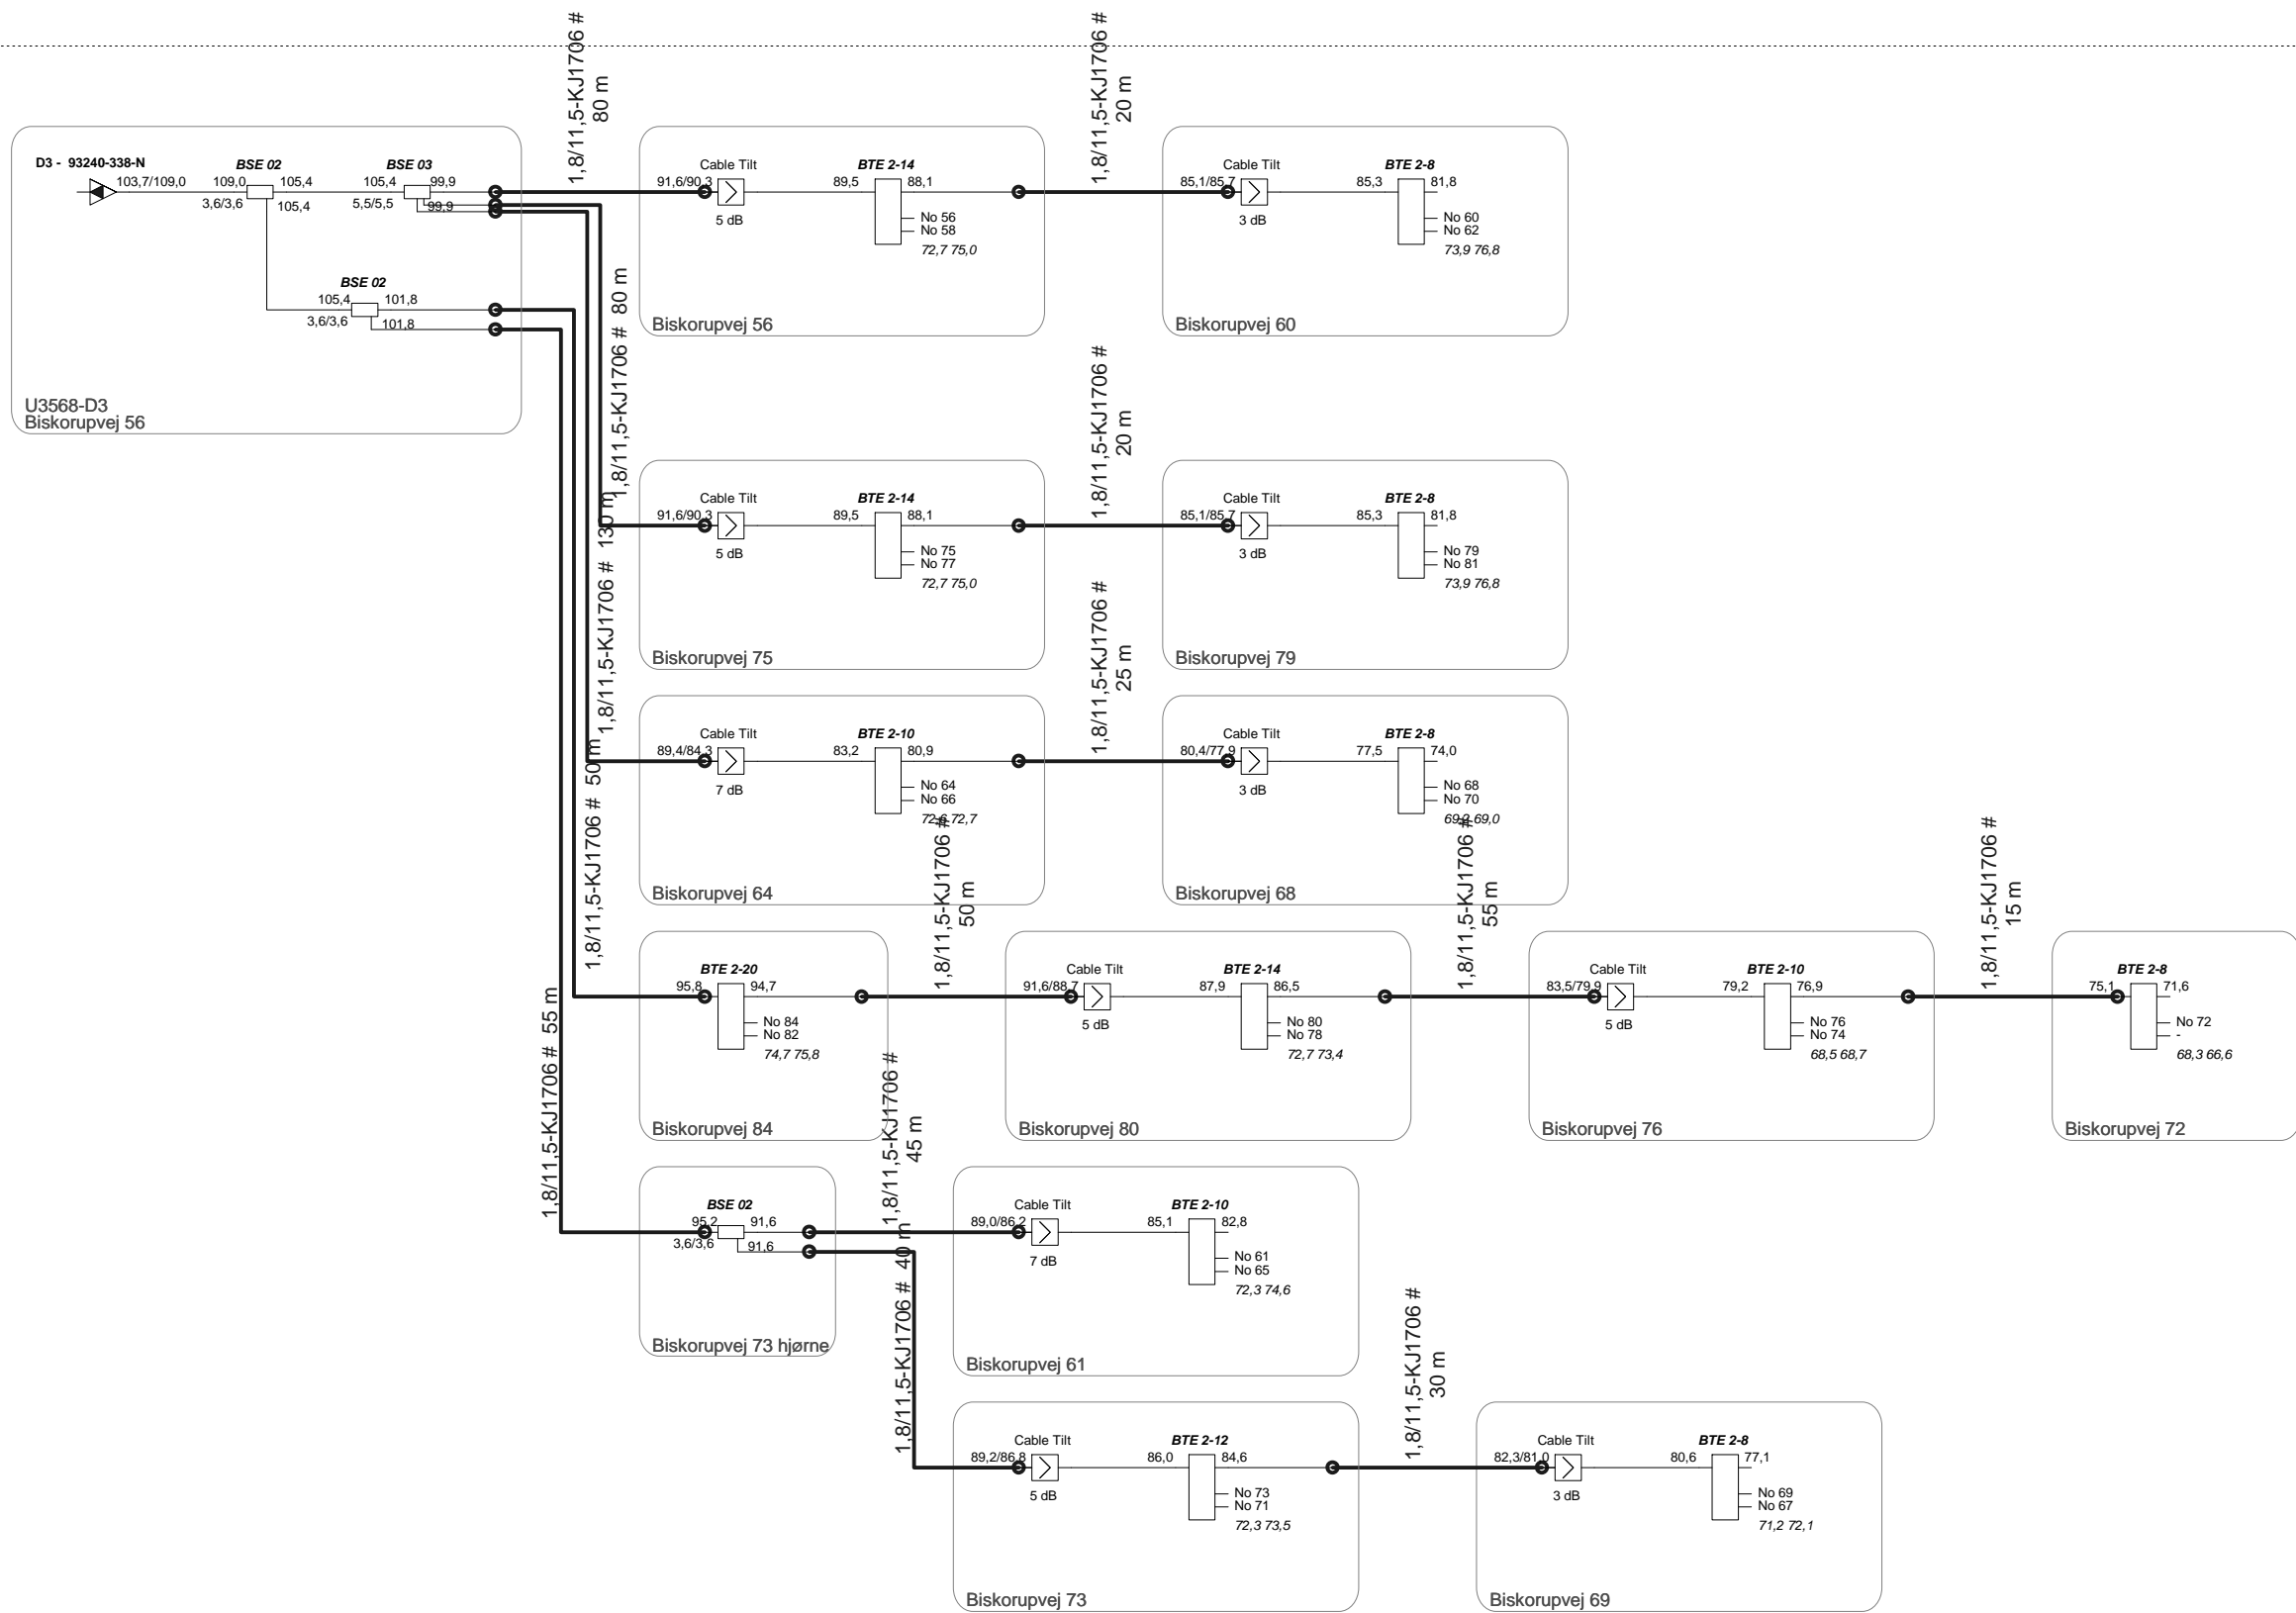 1,8/11,5-KJ1706 #
80 m
1,8/11,5-KJ1706 #
20 m
D3 - 93240-338-N
103,7/109,0
BSE 02
109,0
105,4
3,6/3,6
105,4
BSE 03
105,4
99,9
5,5/5,5
99,9
BSE 02
105,4
101,8
3,6/3,6
101,8
U3568-D3
Biskorupvej 56
Cable Tilt
91,6/90,3
5 dB
BTE 2-14
89,5
88,1
No 56
No 58
72,7 75,0
Biskorupvej 56
Cable Tilt
85,1/85,7
3 dB
BTE 2-8
85,3
81,8
No 60
No 62
73,9 76,8
Biskorupvej 60
1,8/11,5-KJ1706 # 80 m
1,8/11,5-KJ1706 #
20 m
Cable Tilt
91,6/90,3
5 dB
BTE 2-14
89,5
88,1
No 75
No 77
72,7 75,0
Biskorupvej 75
Cable Tilt
85,1/85,7
3 dB
BTE 2-8
85,3
81,8
No 79
No 81
73,9 76,8
Biskorupvej 79
1,8/11,5-KJ1706 # 130 m
1,8/11,5-KJ1706 #
25 m
Cable Tilt
89,4/84,3
7 dB
BTE 2-10
83,2
80,9
No 64
No 66
72,6 72,7
Biskorupvej 64
Cable Tilt
80,4/77,9
3 dB
BTE 2-8
77,5
74,0
No 68
No 70
69,2 69,0
Biskorupvej 68
1,8/11,5-KJ1706 # 50 m
1,8/11,5-KJ1706 #
50 m
1,8/11,5-KJ1706 #
55 m
1,8/11,5-KJ1706 #
15 m
BTE 2-20
95,8
94,7
No 84
No 82
74,7 75,8
Biskorupvej 84
Cable Tilt
91,6/88,7
5 dB
BTE 2-14
87,9
86,5
No 80
No 78
72,7 73,4
Biskorupvej 80
Cable Tilt
83,5/79,9
5 dB
BTE 2-10
79,2
76,9
No 76
No 74
68,5 68,7
Biskorupvej 76
BTE 2-8
75,1
71,6
No 72
-
68,3 66,6
Biskorupvej 72
1,8/11,5-KJ1706 # 55 m
1,8/11,5-KJ1706 #
45 m
BSE 02
95,2
91,6
3,6/3,6
91,6
Biskorupvej 73 hjørne
Cable Tilt
89,0/86,2
7 dB
BTE 2-10
85,1
82,8
No 61
No 65
72,3 74,6
Biskorupvej 61
1,8/11,5-KJ1706 # 40 m
1,8/11,5-KJ1706 #
30 m
Cable Tilt
89,2/86,8
5 dB
BTE 2-12
86,0
84,6
No 73
No 71
72,3 73,5
Biskorupvej 73
Cable Tilt
82,3/81,0
3 dB
BTE 2-8
80,6
77,1
No 69
No 67
71,2 72,1
Biskorupvej 69